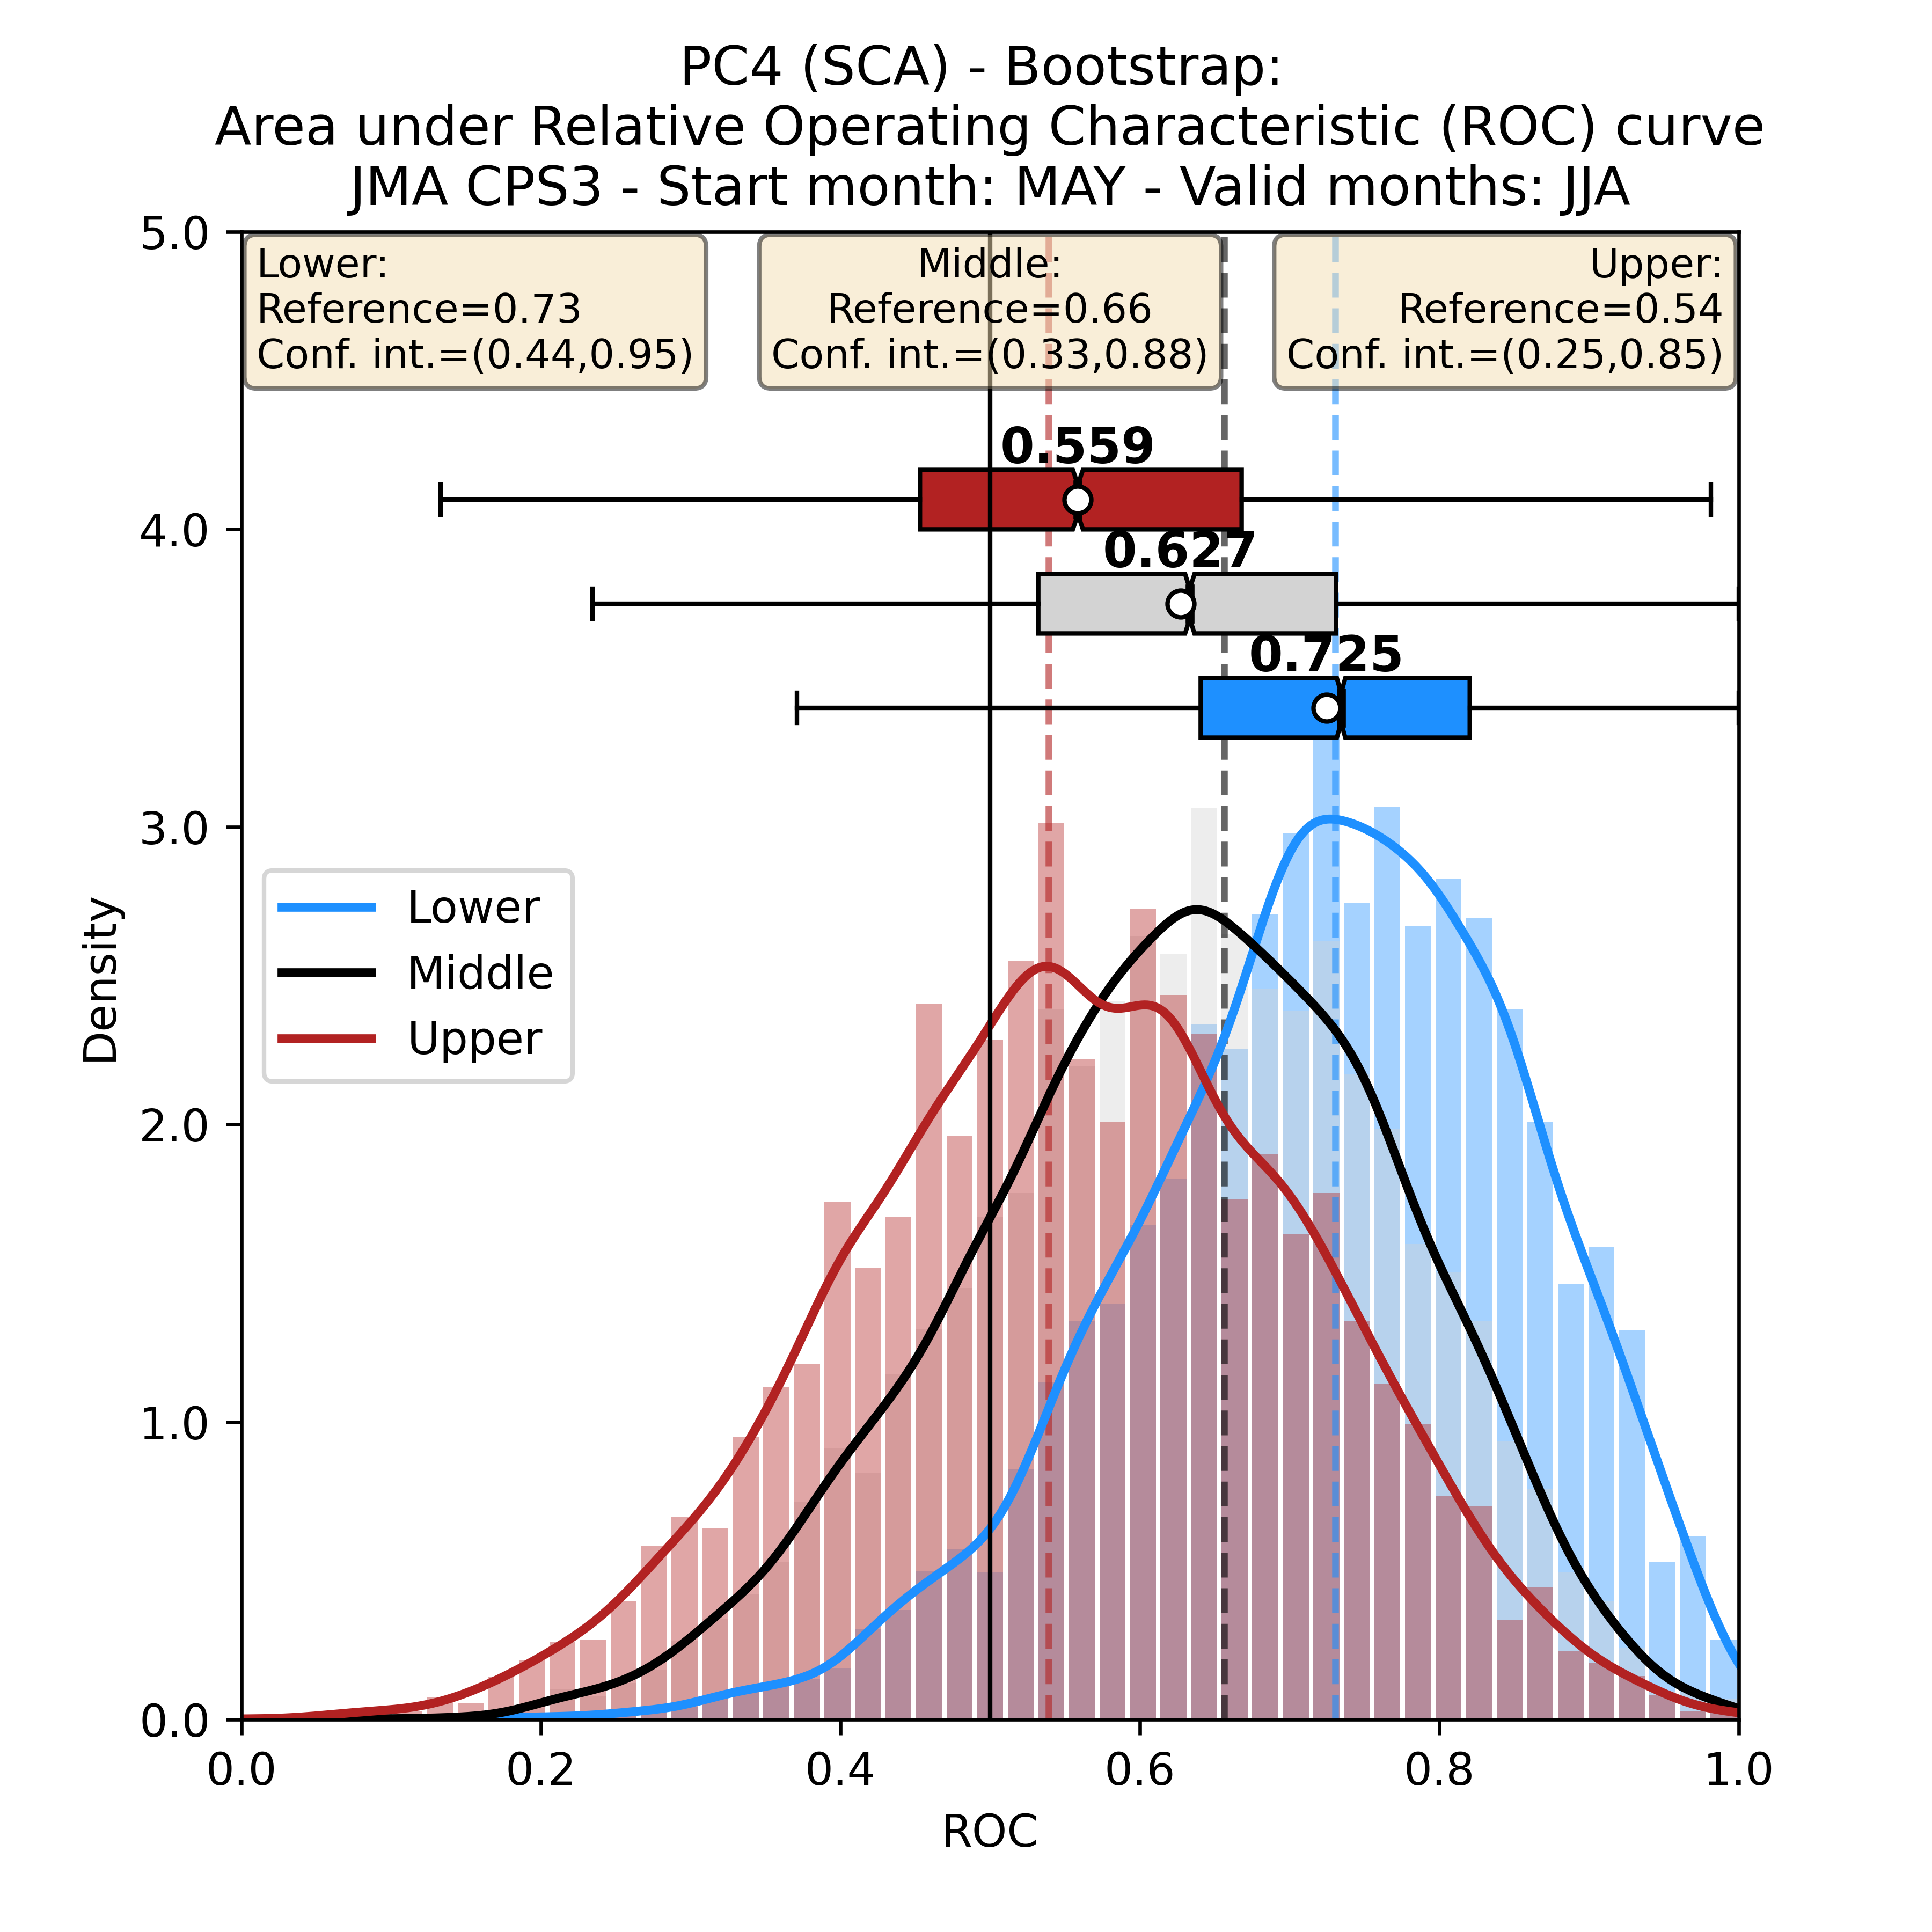 PC4 (SCA) - Bootstrap:
Area under Relative Operating Characteristic (ROC) curve
JMA CPS3 - Start month: MAY - Valid months: JJA
5.0
Lower:
Reference=0.73
Conf. int.=(0.44,0.95)
Middle:
Reference=0.66
Conf. int.=(0.33,0.88)
Upper:
Reference=0.54
Conf. int.=(0.25,0.85)
0.559
4.0
0.627
0.725
3.0
Lower
Middle
Upper
Density
2.0
1.0
0.0
0.0 0.2 0.4 0.6 0.8 1.0
ROC